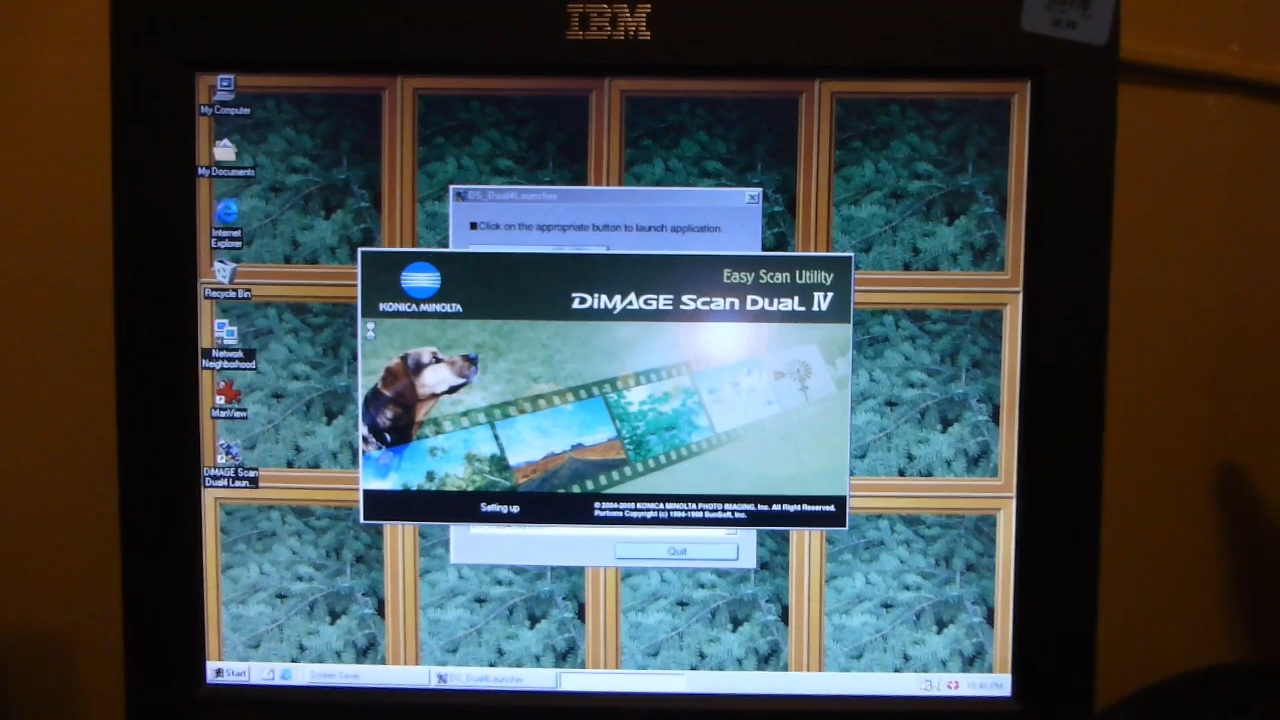 IBM
My Computer
My Documents
Internet
Explorer
Recycle Bin
Network
Neighborhood
IrfanView
DiMAGE Scan
Dual4 Laun...
DS_Dual4Launcher
Click on the appropriate button to launch application.
KONICA MINOLTA
Easy Scan Utility
DiMAGE Scan Dual IV
Setting up
© 2004-2005 KONICA MINOLTA PHOTO IMAGING, Inc. All Right Reserved.
Portions Copyright (c) 1994-1998 SunSoft, Inc.
Quit
Start
DS_Dual4Launcher